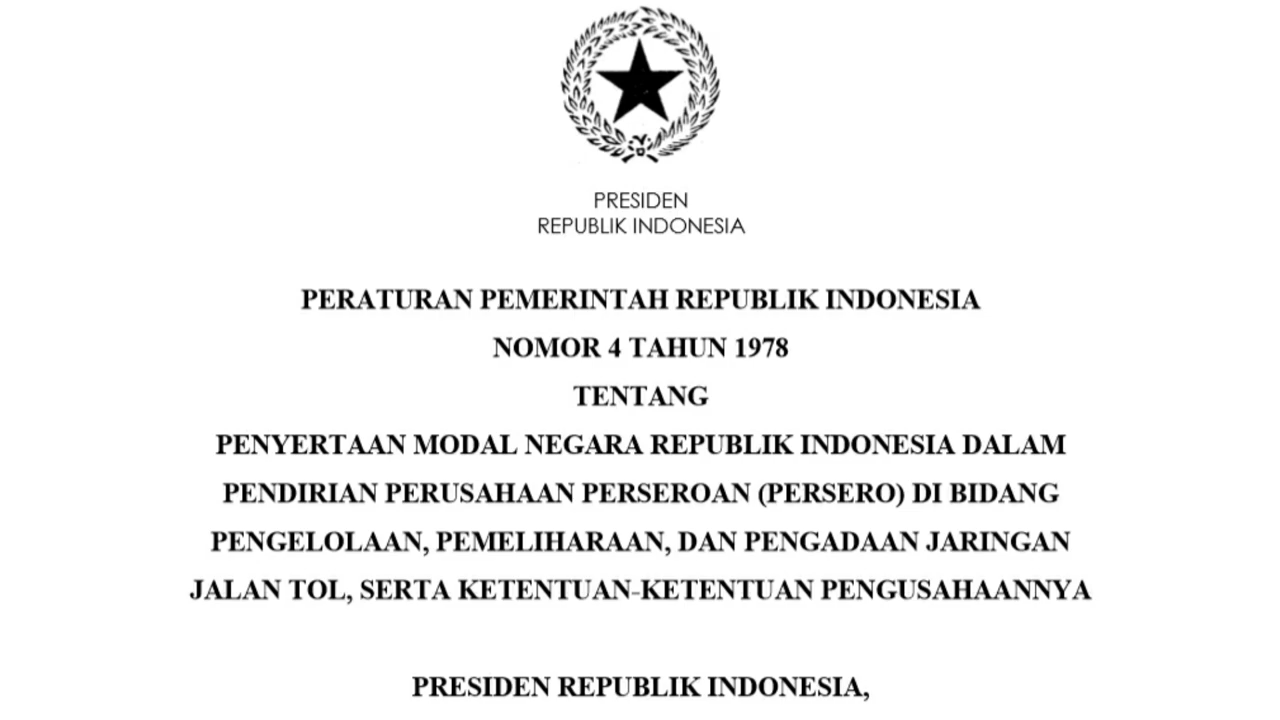 PRESIDEN
REPUBLIK INDONESIA
PERATURAN PEMERINTAH REPUBLIK INDONESIA
NOMOR 4 TAHUN 1978
TENTANG
PENYERTAAN MODAL NEGARA REPUBLIK INDONESIA DALAM
PENDIRIAN PERUSAHAAN PERSEROAN (PERSERO) DI BIDANG
PENGELOLAAN, PEMELIHARAAN, DAN PENGADAAN JARINGAN
JALAN TOL, SERTA KETENTUAN-KETENTUAN PENGUSAHAANNYA
PRESIDEN REPUBLIK INDONESIA,